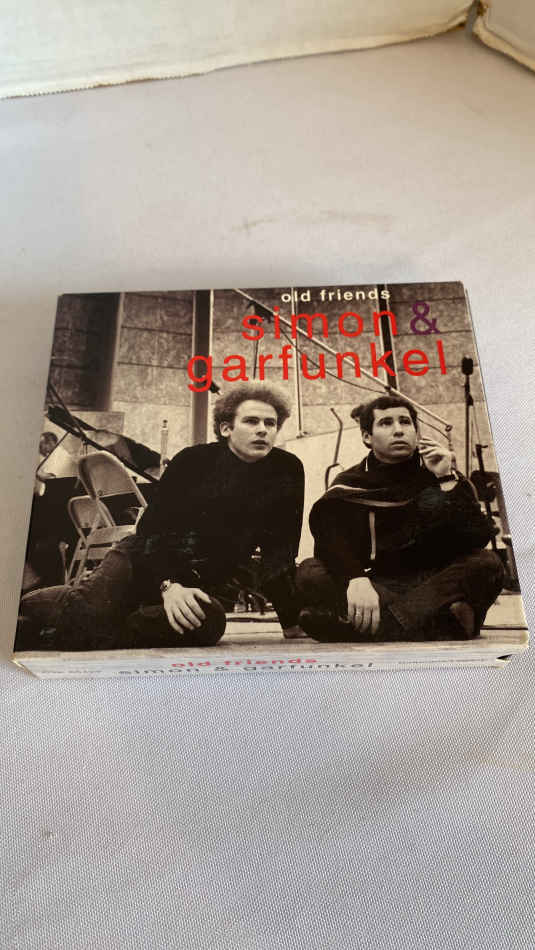 old friends
simon &
garfunkel
old friends
simon & garfunkel